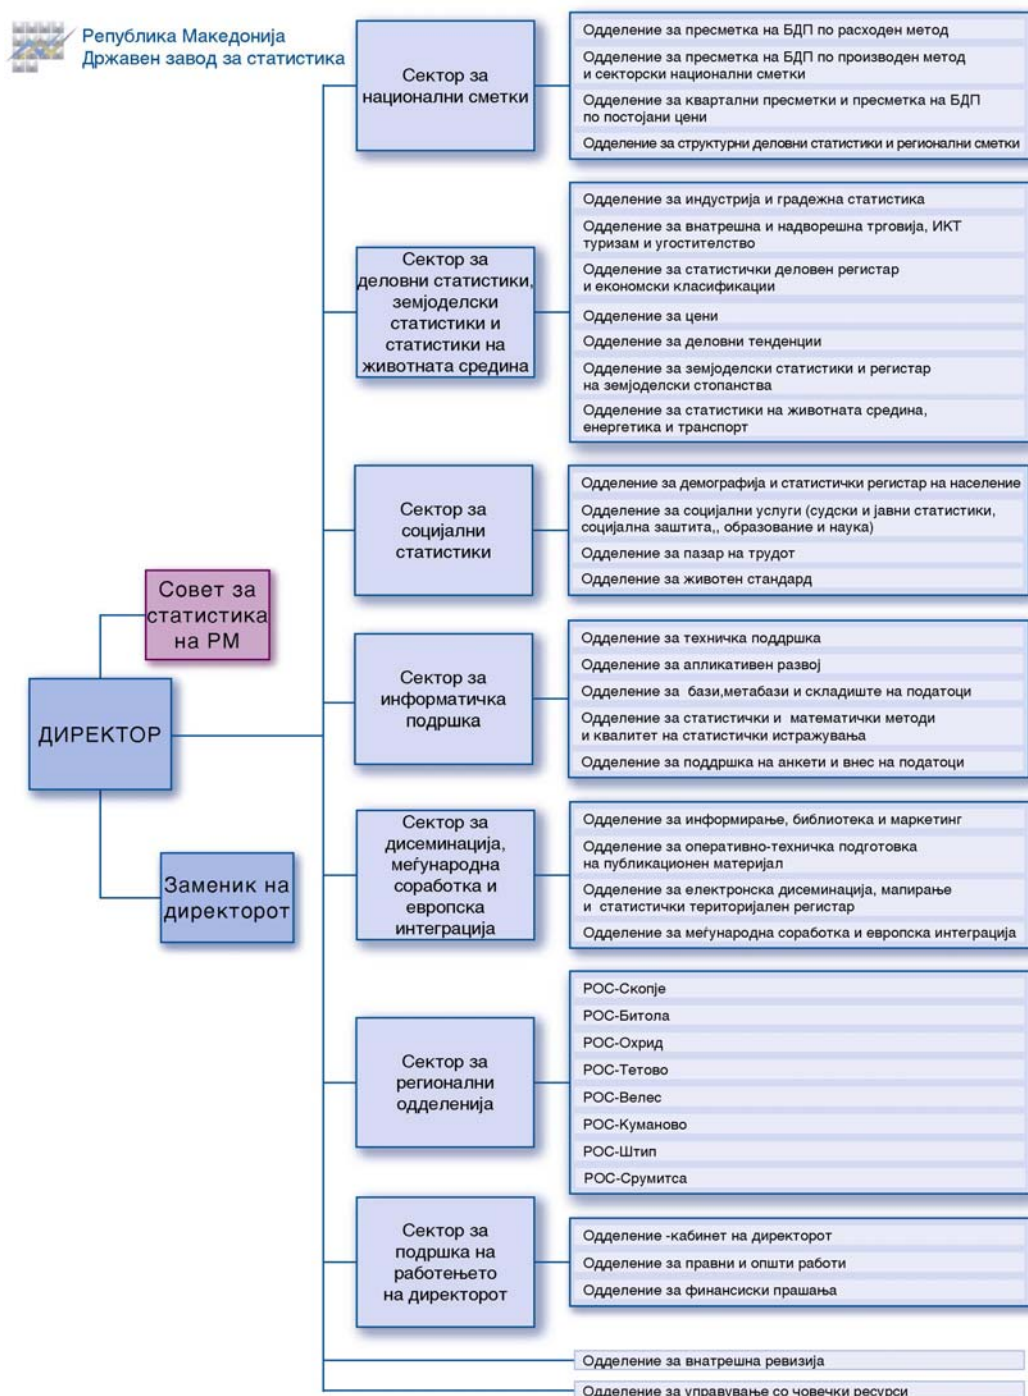 Република Македонија
Државен завод за статистика
Сектор за
национални сметки
Одделение за пресметка на БДП по расходен метод
Одделение за пресметка на БДП по производен метод
и секторски национални сметки
Одделение за квартални пресметки и пресметка на БДП
по постојани цени
Одделение за структурни деловни статистики и регионални сметки
Сектор за
деловни статистики,
земјоделски
статистики и
статистики на
животната средина
Одделение за индустрија и градежна статистика
Одделение за внатрешна и надворешна трговија, ИКТ
туризам и угостителство
Одделение за статистички деловен регистар
и економски класификации
Одделение за цени
Одделение за деловни тенденции
Одделение за земјоделски статистики и регистар
на земјоделски стопанства
Одделение за статистики на животната средина,
енергетика и транспорт
Сектор за
социјални
статистики
Одделение за демографија и статистички регистар на население
Одделение за социјални услуги (судски и јавни статистики,
социјална заштита,, образование и наука)
Одделение за пазар на трудот
Одделение за животен стандард
Совет за
статистика
на РМ
ДИРЕКТОР
Заменик на
директорот
Сектор за
информатичка
подршка
Одделение за техничка поддршка
Одделение за апликативен развој
Одделение за бази,метабази и складиште на податоци
Одделение за статистички и математички методи
и квалитет на статистички истражувања
Одделение за поддршка на анкети и внес на податоци
Сектор за
дисеминација,
меѓународна
соработка и
европска
интеграција
Одделение за информирање, библиотека и маркетинг
Одделение за оперативно-техничка подготовка
на публикационен материјал
Одделение за електронска дисеминација, мапирање
и статистички територијален регистар
Одделение за меѓународна соработка и европска интеграција
Сектор за
регионални
одделенија
РОС-Скопје
РОС-Битола
РОС-Охрид
РОС-Тетово
РОС-Велес
РОС-Куманово
РОС-Штип
РОС-Срумитса
Сектор за
подршка на
работењето
на директорот
Одделение -кабинет на директорот
Одделение за правни и општи работи
Одделение за финансиски прашања
Одделение за внатрешна ревизија
Одделение за управување со човечки ресурси